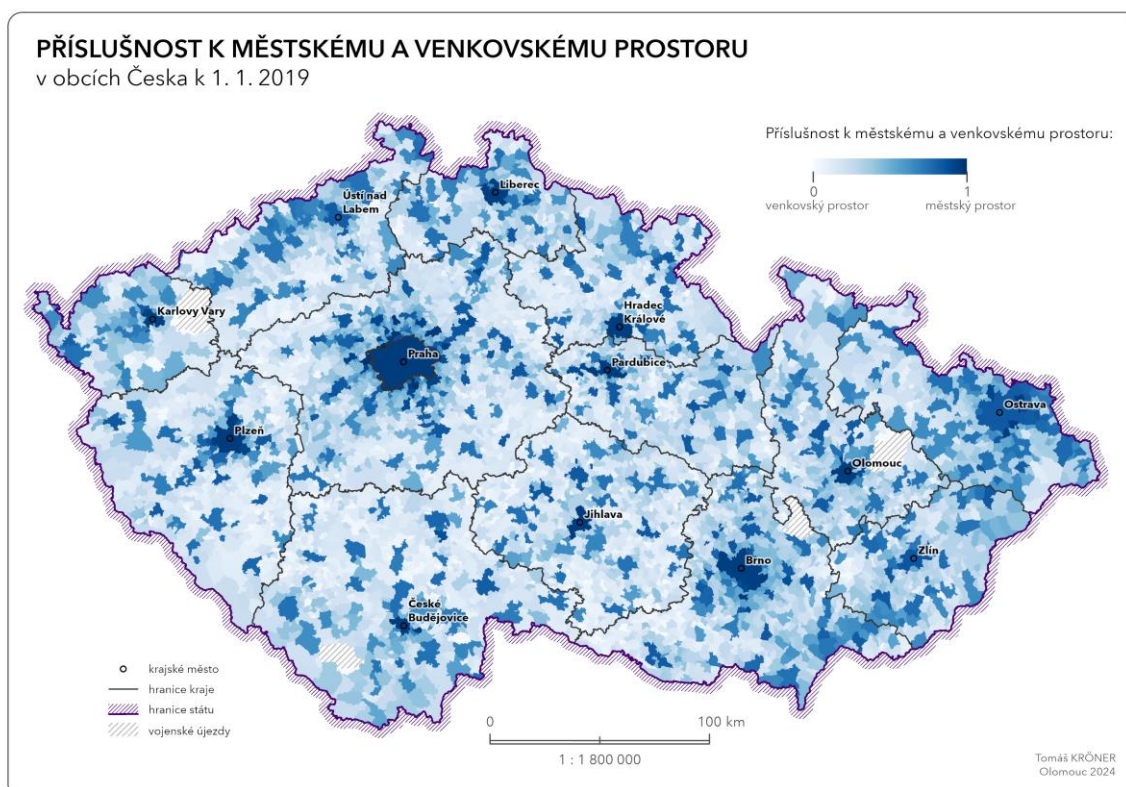 PŘÍSLUŠNOST K MĚSTSKÉMU A VENKOVSKÉMU PROSTORU
v obcích Česka k 1. 1. 2019
Příslušnost k městskému a venkovskému prostoru:
0
1
venkovský prostor
městský prostor
Liberec
Ústí nad
Labem
Karlovy Vary
Hradec
Králové
Praha
Pardubice
Ostrava
Plzeň
Olomouc
Jihlava
Zlín
Brno
České
Budějovice
krajské město
hranice kraje
hranice státu
vojenské újezdy
0
100 km
1 : 1 800 000
Tomáš KRÖNER
Olomouc 2024